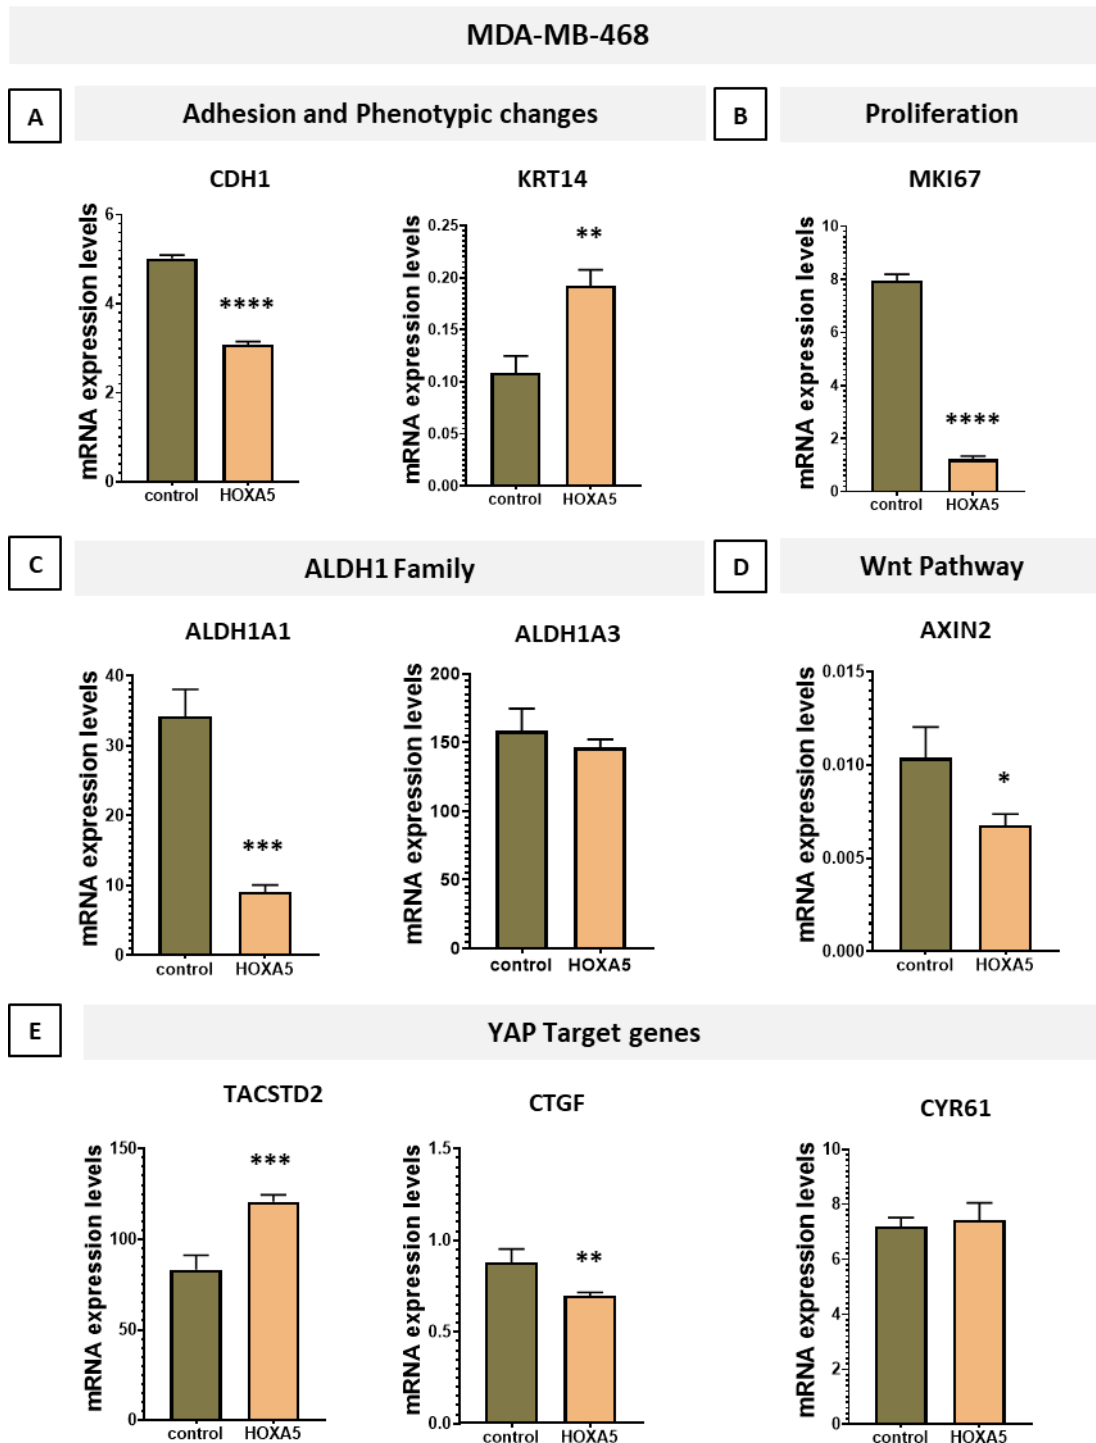 MDA-MB-468
A
Adhesion and Phenotypic changes
B
Proliferation
CDH1
mRNA expression levels
6
4
2
0
****
control HOXA5
KRT14
mRNA expression levels
0.25
0.20
0.15
0.10
0.05
0.00
**
control HOXA5
MKI67
mRNA expression levels
10
8
6
4
2
0
****
control HOXA5
C
ALDH1 Family
D
Wnt Pathway
ALDH1A1
mRNA expression levels
40
30
20
10
0
***
control HOXA5
ALDH1A3
mRNA expression levels
200
150
100
50
0
control HOXA5
AXIN2
mRNA expression levels
0.015
0.010
0.005
0.000
*
control HOXA5
E
YAP Target genes
TACSTD2
mRNA expression levels
150
100
50
0
***
control HOXA5
CTGF
mRNA expression levels
1.5
1.0
0.5
0.0
**
control HOXA5
CYR61
mRNA expression levels
10
8
6
4
2
0
control HOXA5